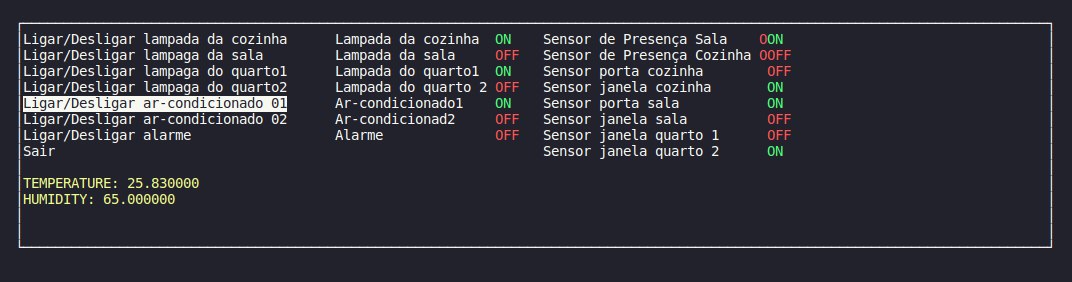 Ligar/Desligar lampada da cozinha Lampada da cozinha ON Sensor de Presença Sala OON
Ligar/Desligar lampaga da sala Lampada da sala OFF Sensor de Presença Cozinha OOFF
Ligar/Desligar lampaga do quarto1 Lampada do quarto1 ON Sensor porta cozinha OFF
Ligar/Desligar lampaga do quarto2 Lampada do quarto 2 OFF Sensor janela cozinha ON
Ligar/Desligar ar-condicionado 01 Ar-condicionado1 ON Sensor porta sala ON
Ligar/Desligar ar-condicionado 02 Ar-condicionad2 OFF Sensor janela sala OFF
Ligar/Desligar alarme Alarme OFF Sensor janela quarto 1 OFF
Sair Sensor janela quarto 2 ON
TEMPERATURE: 25.830000
HUMIDITY: 65.000000